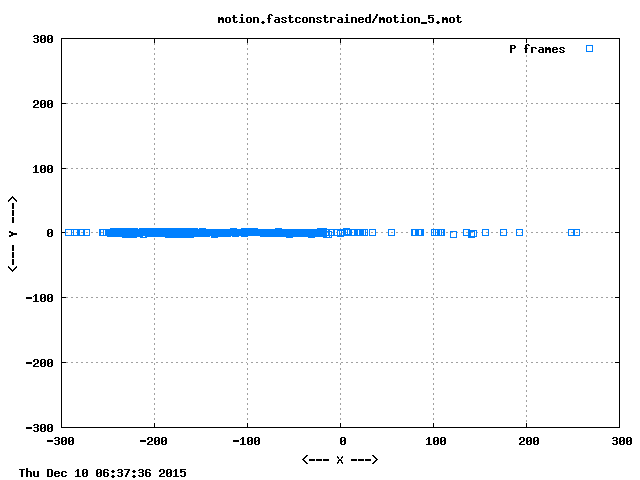 motion.fastconstrained/motion_5.mot
P frames
300
200
100
0
-100
-200
-300
<--- Y --->
-300 -200 -100 0 100 200 300
<--- X --->
Thu Dec 10 06:37:36 2015